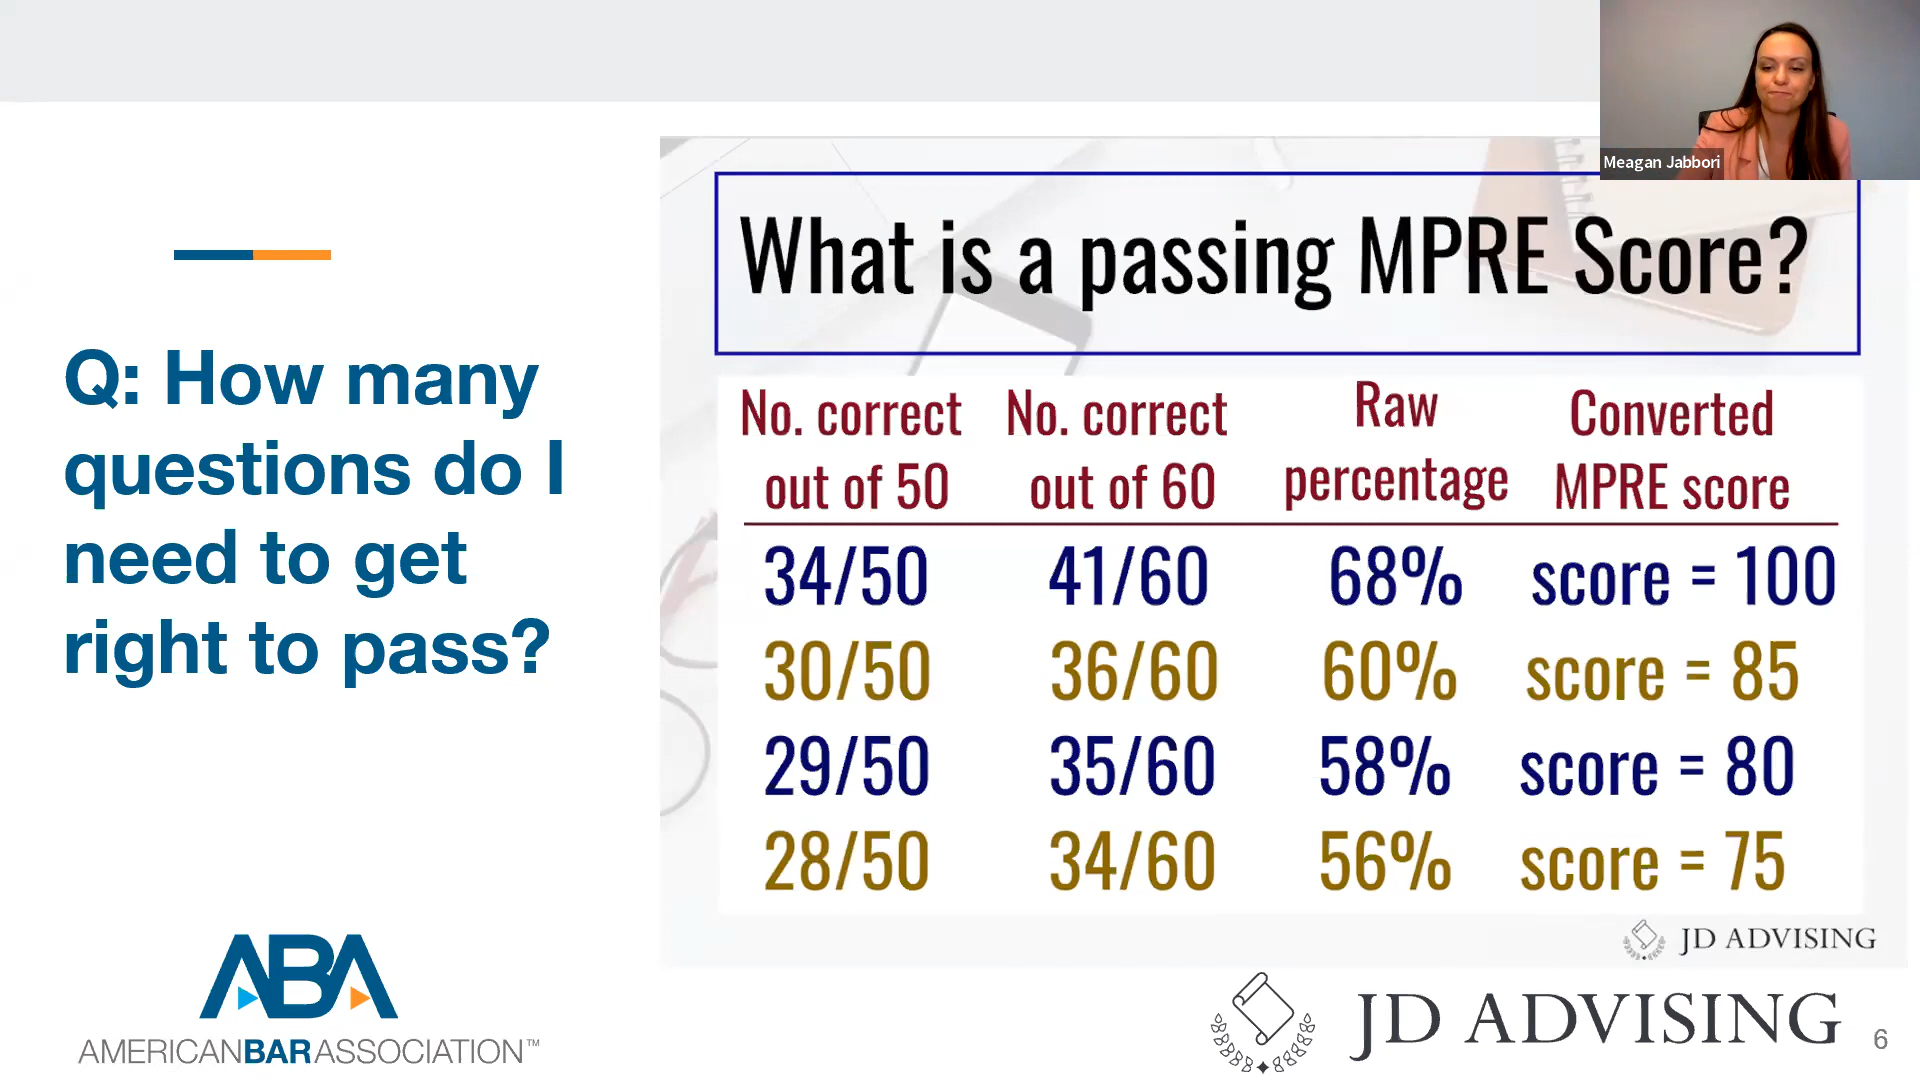 Meagan Jabbori
Q: How many
questions do I
need to get
right to pass?
What is a passing MPRE Score?
No. correct out of 50 No. correct out of 60 Raw percentage Converted MPRE score
34/50 41/60 68% score = 100
30/50 36/60 60% score = 85
29/50 35/60 58% score = 80
28/50 34/60 56% score = 75
JD ADVISING
ABA
AMERICANBARASSOCIATION™
JD ADVISING
6